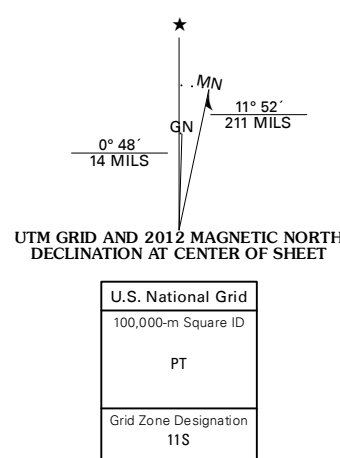 ★
MN
GN
0° 48´
14 MILS
11° 52´
211 MILS
UTM GRID AND 2012 MAGNETIC NORTH
DECLINATION AT CENTER OF SHEET
U.S. National Grid
100,000-m Square ID
PT
Grid Zone Designation
11S